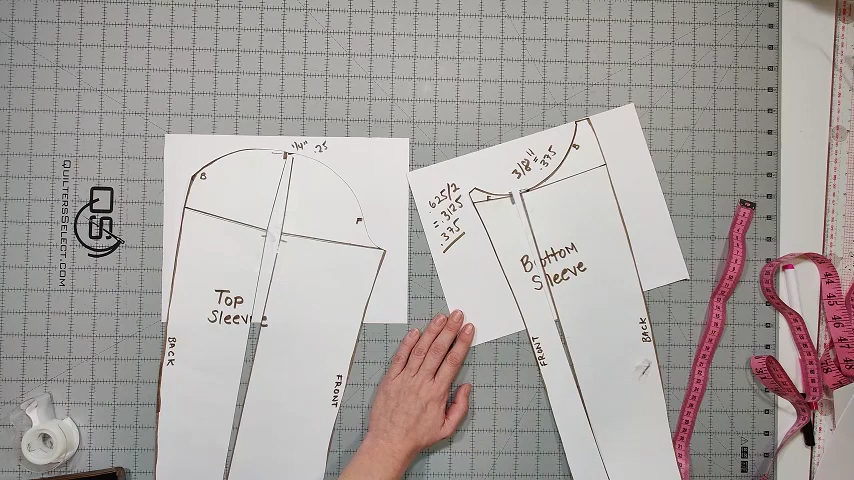 QS
QUILTERSSELECT.COM
1/4" .25
B
F
Top
Sleeve
BACK
FRONT
.625/2
= .3125
.375
3/8"=
.375
F
B
Bottom
Sleeve
FRONT
BACK